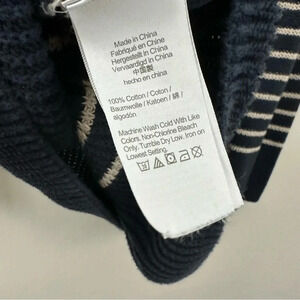 Made in China
Fabriqué en Chine
Hergestellt in China
Vervaardigd in China
中国製
hecho en china
100% Cotton / Coton /
Baumwolle / Katoen / 綿 /
algodón
Machine Wash Cold With Like
Colors, Non-Chlorine Bleach
Only. Tumble Dry Low. Iron on
Lowest Setting.